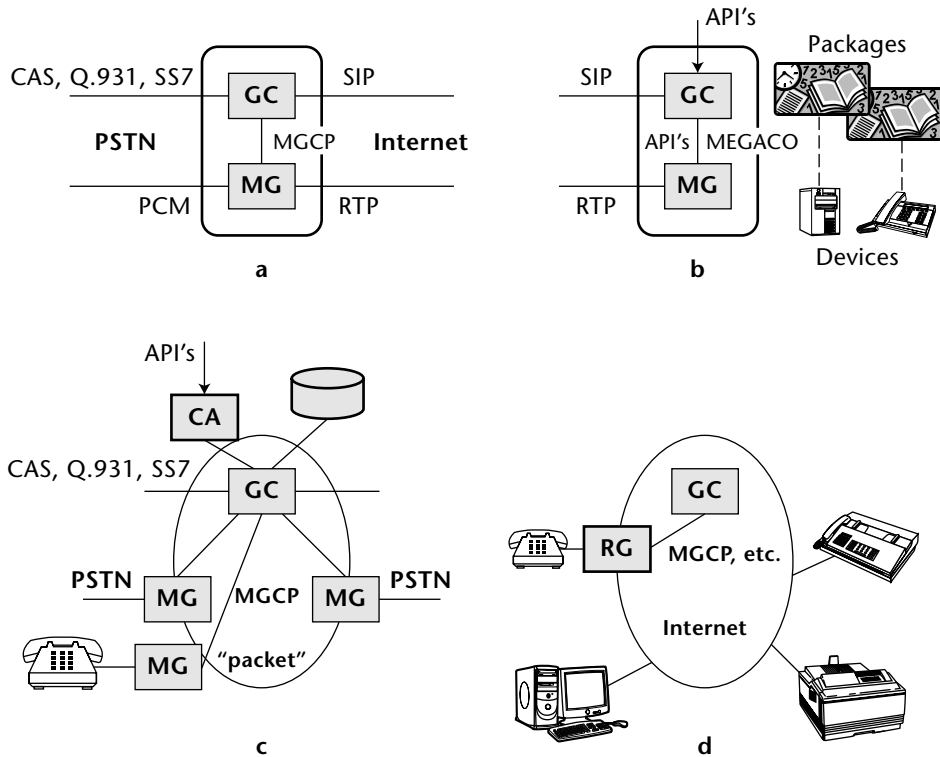 API's
Packages
CAS, Q.931, SS7
GC
SIP
SIP
GC
PSTN
MGCP
Internet
API's
MEGACO
MG
MG
PCM
RTP
RTP
Devices
a
b
API's
CA
CAS, Q.931, SS7
GC
GC
RG
MGCP, etc.
PSTN
MG
MGCP
MG
PSTN
Internet
MG
"packet"
c
d